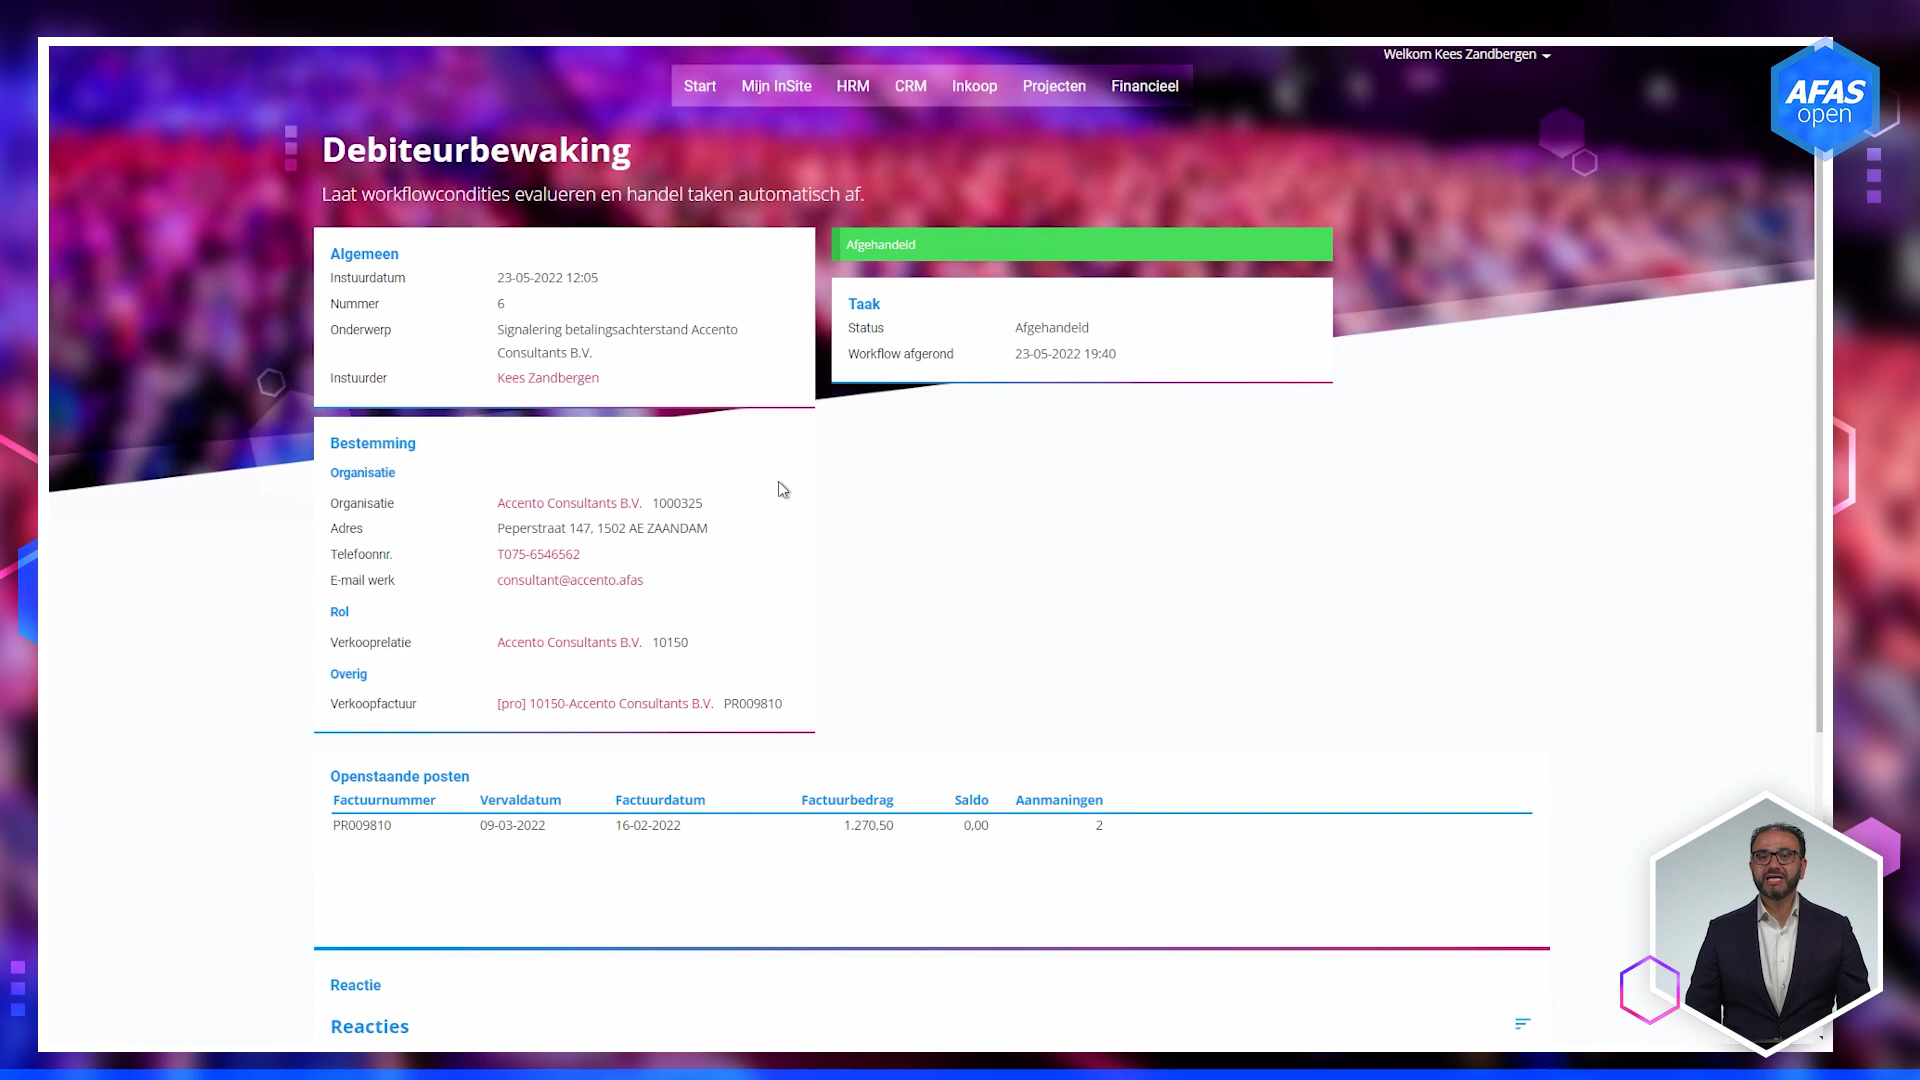 Welkom Kees Zandbergen
AFAS
open
Start Mijn InSite HRM CRM Inkoop Projecten Financieel
Debiteurbewaking
Laat workflowcondities evalueren en handel taken automatisch af.
Algemeen
Instuurdatum 23-05-2022 12:05
Nummer 6
Onderwerp Signalering betalingsachterstand Accento
Consultants B.V.
Instuurder Kees Zandbergen
Afgehandeld
Taak
Status Afgehandeld
Workflow afgerond 23-05-2022 19:40
Bestemming
Organisatie
Organisatie Accento Consultants B.V. 1000325
Adres Peperstraat 147, 1502 AE ZAANDAM
Telefoonnr. T075-6546562
E-mail werk consultant@accento.afas
Rol
Verkooprelatie Accento Consultants B.V. 10150
Overig
Verkoopfactuur [pro] 10150-Accento Consultants B.V. PR009810
Openstaande posten
Factuurnummer Vervaldatum Factuurdatum Factuurbedrag Saldo Aanmaningen
PR009810 09-03-2022 16-02-2022 1.270,50 0,00 2
Reactie
Reacties